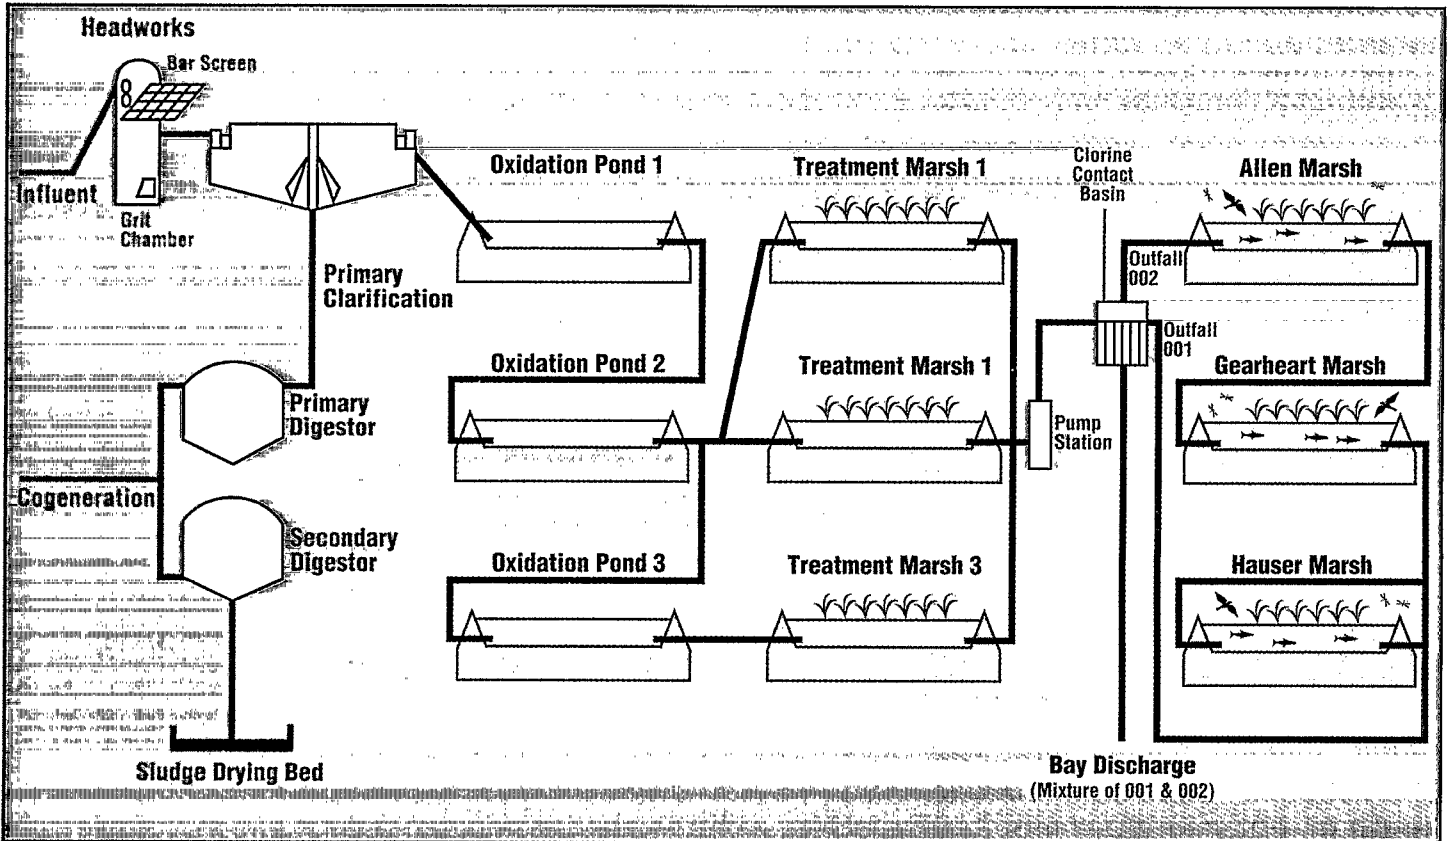 Headworks
Bar Screen
Influent
Grit
Chamber
Primary
Clarification
Primary
Digestor
Cogeneration
Secondary
Digestor
Sludge Drying Bed
Oxidation Pond 1
Oxidation Pond 2
Oxidation Pond 3
Treatment Marsh 1
Treatment Marsh 1
Treatment Marsh 3
Pump
Station
Clorine
Contact
Basin
Outfall
002
Outfall
001
Allen Marsh
Gearheart Marsh
Hauser Marsh
Bay Discharge
(Mixture of 001 & 002)